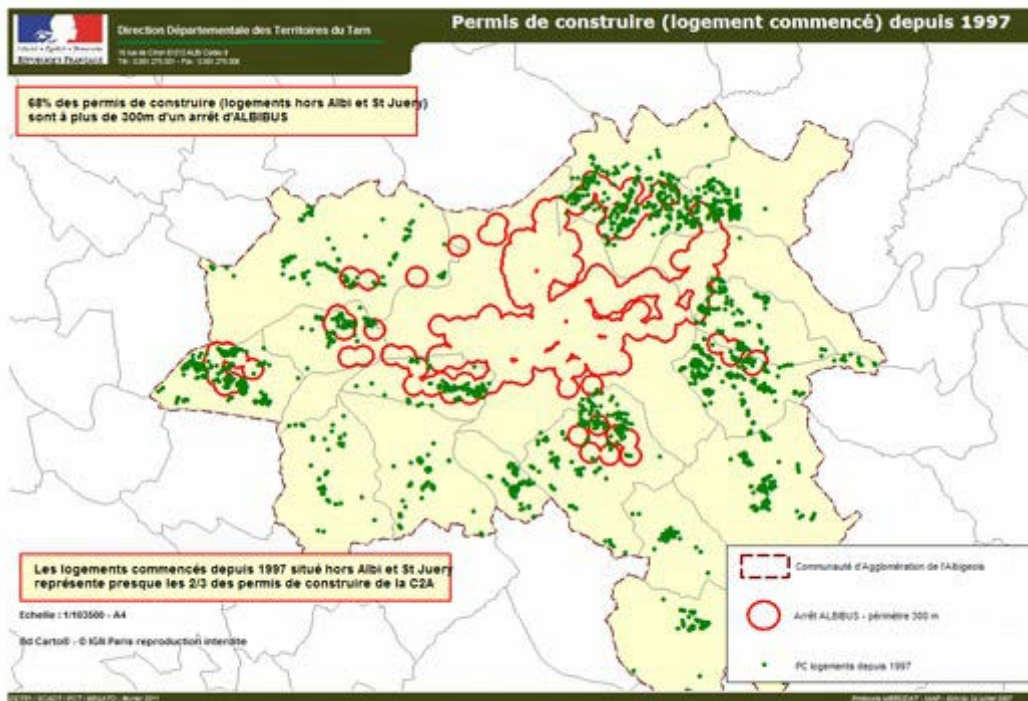 Permis de construire (logement commencé) depuis 1997
Direction Départementale des Territoires du Tarn
RÉPUBLIQUE FRANÇAISE
68% des permis de construire (logements hors Albi et St Juery)
sont à plus de 300m d'un arrêt d'ALBIBUS
Les logements commencés depuis 1997 situé hors Albi et St Juery
représente presque les 2/3 des permis de construire de la C2A
Echelle : 1/103500 - A4
Bd Carto® - © IGN Paris reproduction interdite
Communauté d'Agglomération de l'Albigeois
Arrêt ALBIBUS - périmètre 300 m
PC logements depuis 1997